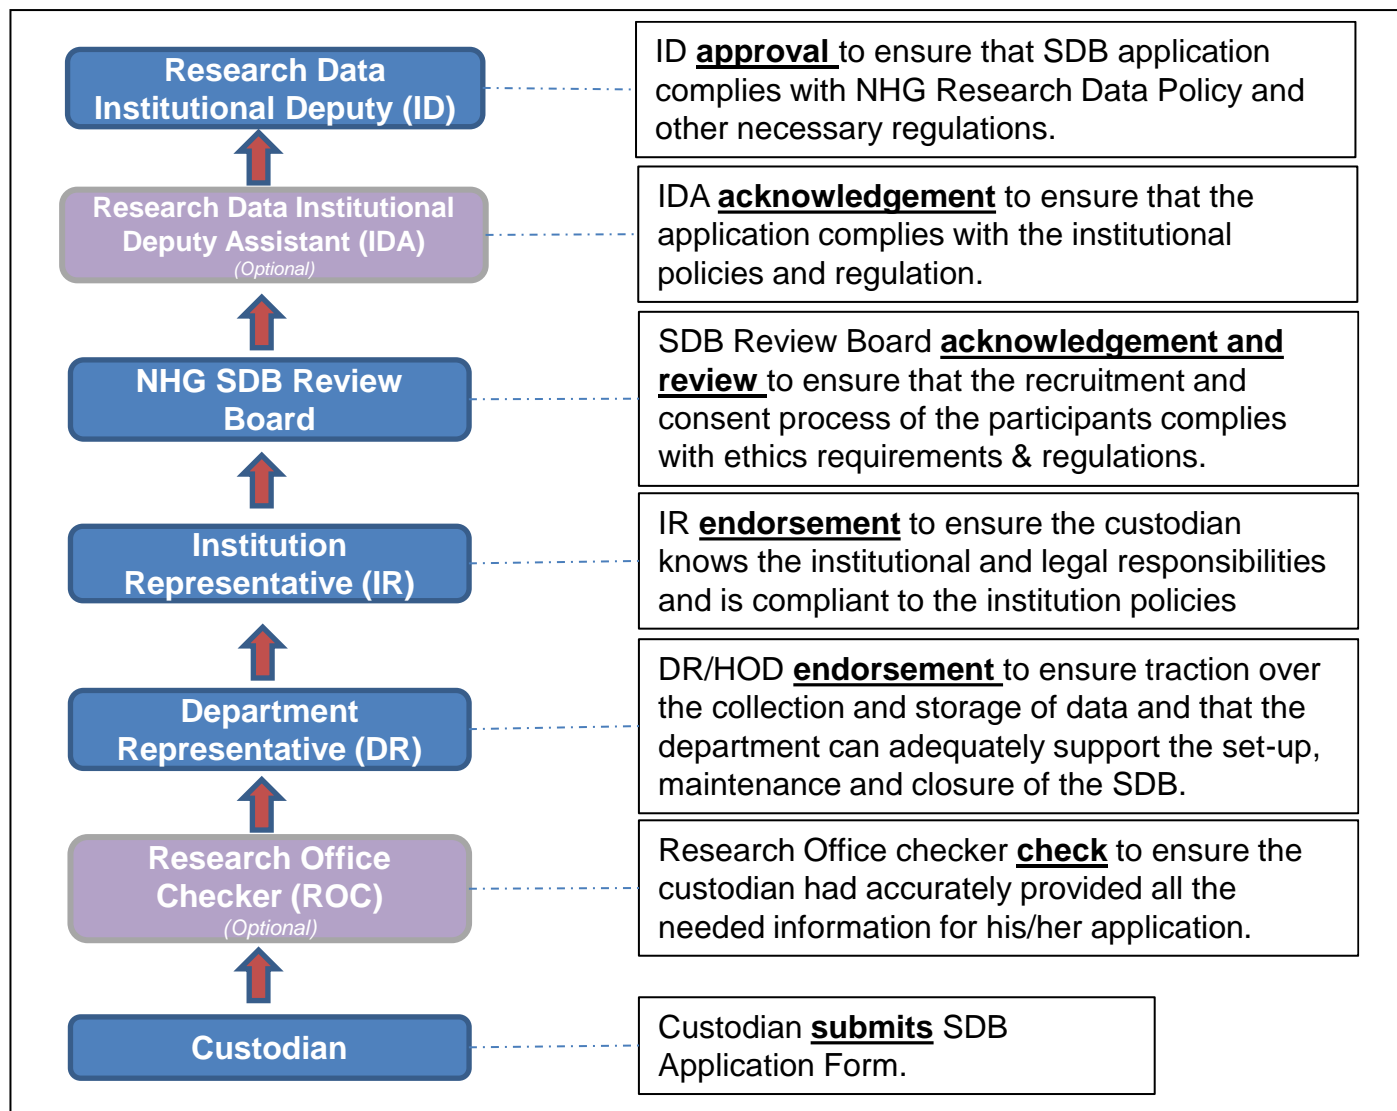 Research Data
Institutional Deputy (ID)
ID approval to ensure that SDB application
complies with NHG Research Data Policy and
other necessary regulations.
Research Data Institutional
Deputy Assistant (IDA)
(Optional)
IDA acknowledgement to ensure that the
application complies with the institutional
policies and regulation.
NHG SDB Review
Board
SDB Review Board acknowledgement and
review to ensure that the recruitment and
consent process of the participants complies
with ethics requirements & regulations.
Institution
Representative (IR)
IR endorsement to ensure the custodian
knows the institutional and legal responsibilities
and is compliant to the institution policies
Department
Representative (DR)
DR/HOD endorsement to ensure traction over
the collection and storage of data and that the
department can adequately support the set-up,
maintenance and closure of the SDB.
Research Office
Checker (ROC)
(Optional)
Research Office checker check to ensure the
custodian had accurately provided all the
needed information for his/her application.
Custodian
Custodian submits SDB
Application Form.